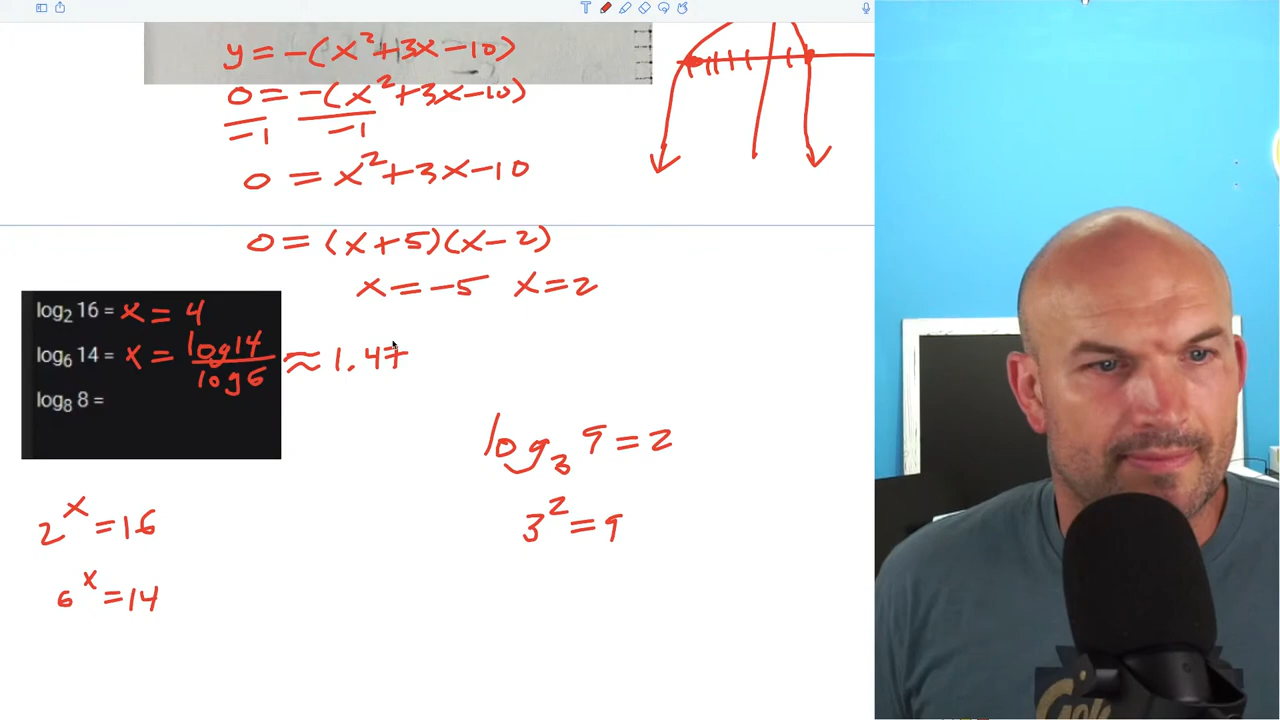 y = -(x²+3x-10)
0 = -(x²+3x-10)
-1 -1
0 = x²+3x-10
0 = (x+5)(x-2)
x = -5 x = 2
log₂ 16 = x = 4
log₆ 14 = x = log14/log6 ≈ 1.47
log₈ 8 =
log₃ 9 = 2
3² = 9
2ˣ = 16
6ˣ = 14